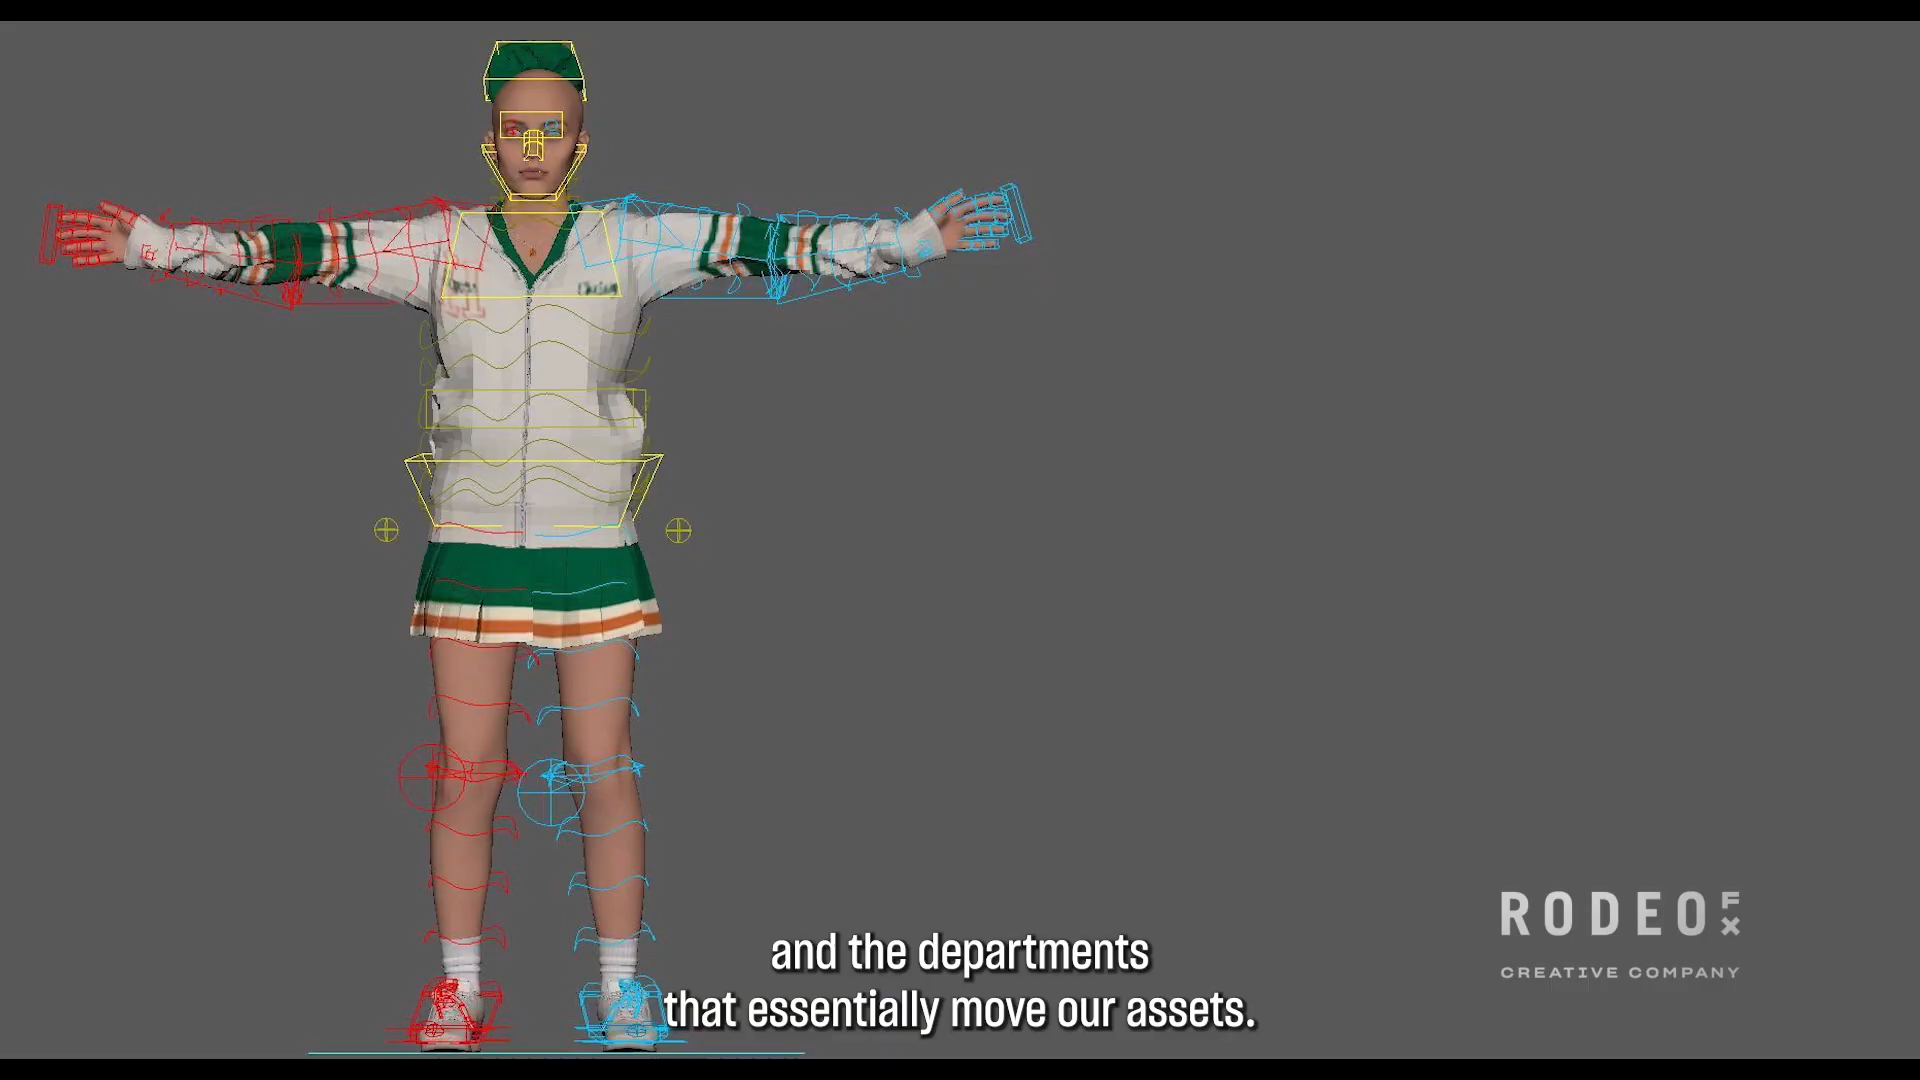 RODEO FX
CREATIVE COMPANY
and the departments
that essentially move our assets.